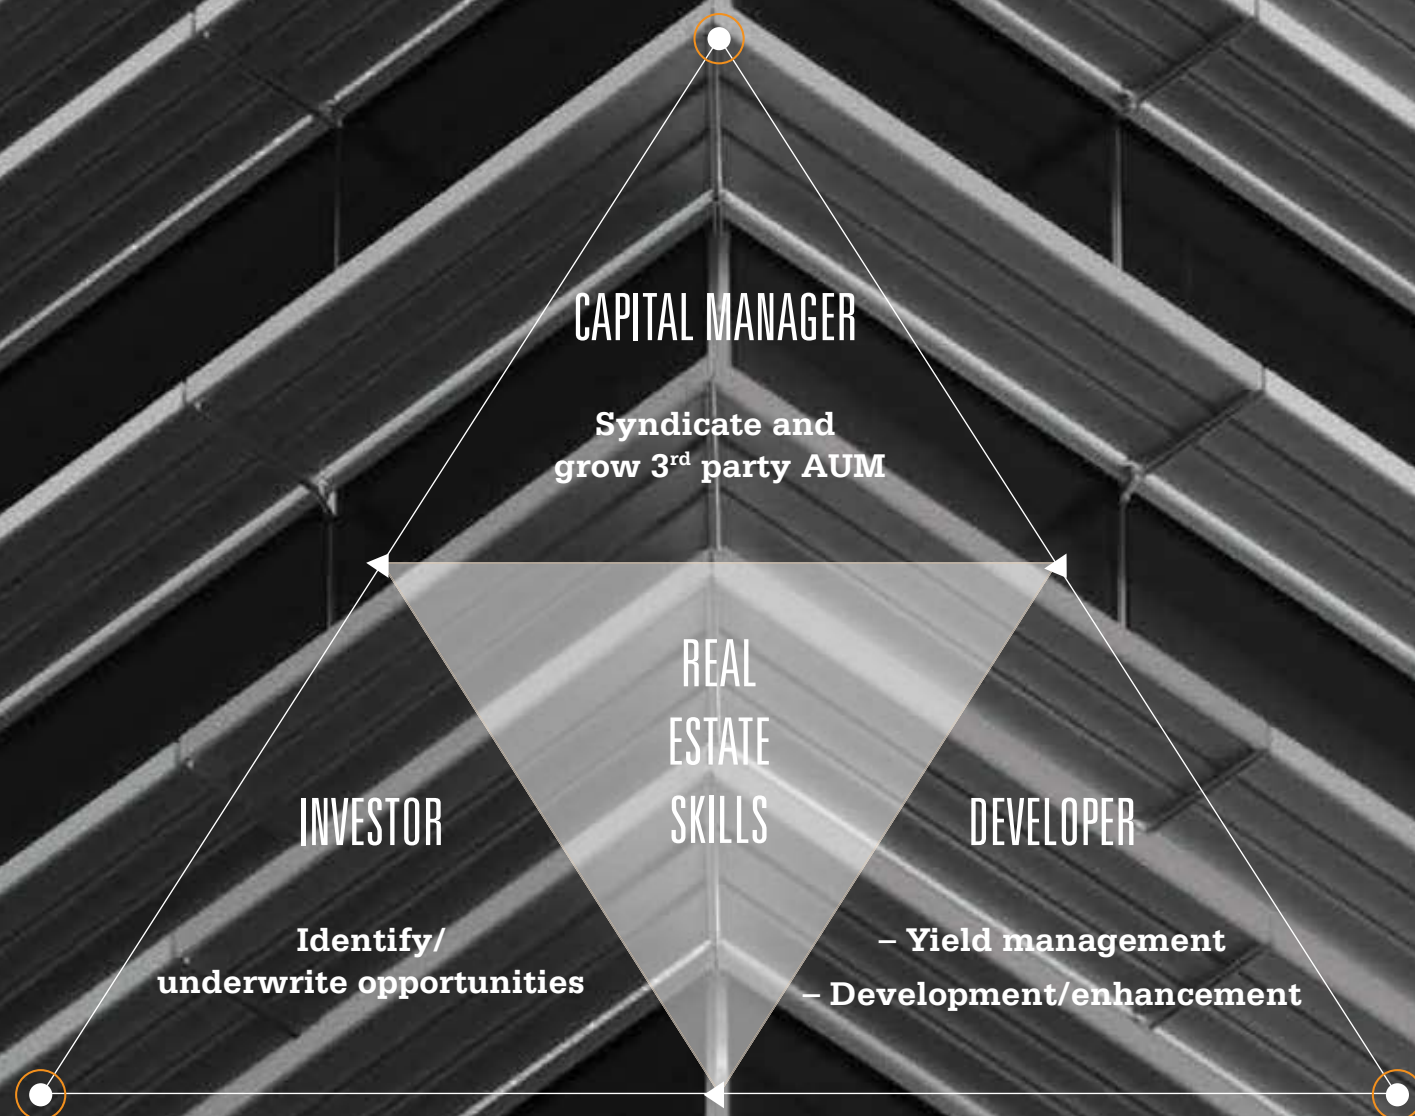 CAPITAL MANAGER
Syndicate and
grow 3rd party AUM
REAL
ESTATE
SKILLS
INVESTOR
Identify/
underwrite opportunities
DEVELOPER
– Yield management
– Development/enhancement